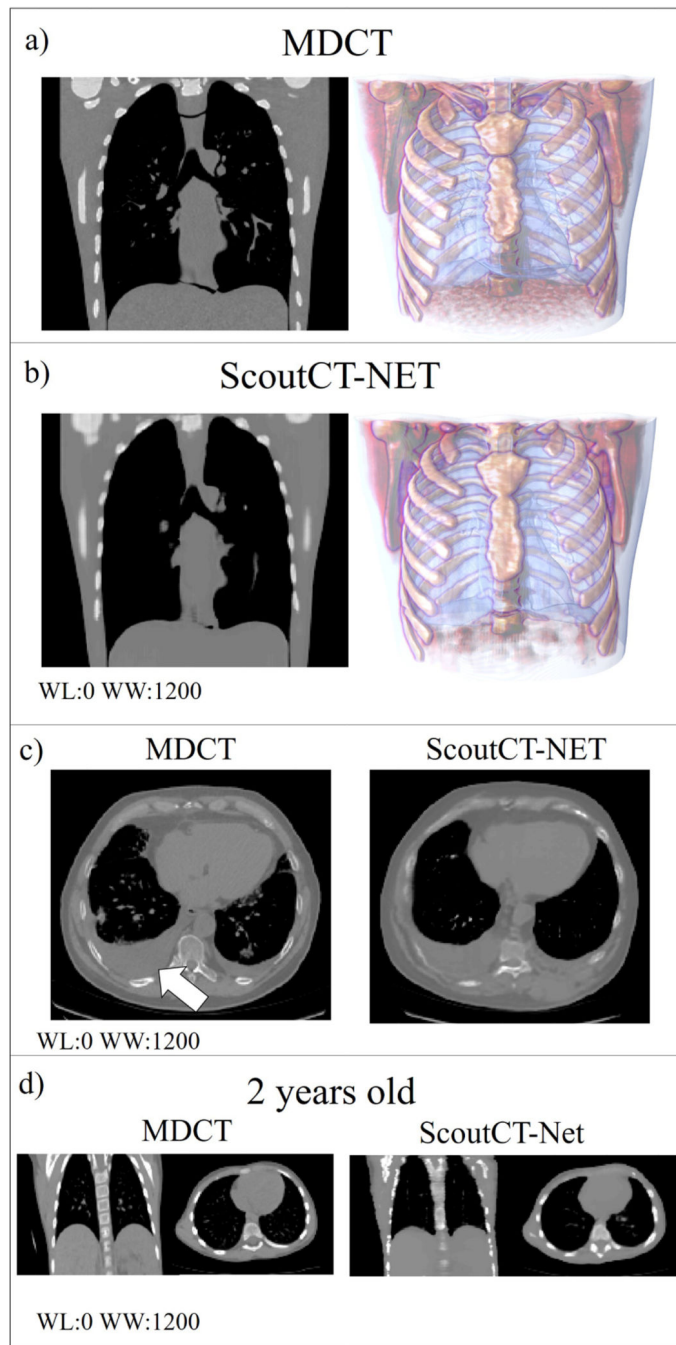 a)
MDCT
b)
ScoutCT-NET
WL:0 WW:1200
c)
MDCT
ScoutCT-NET
WL:0 WW:1200
d)
2 years old
MDCT
ScoutCT-Net
WL:0 WW:1200